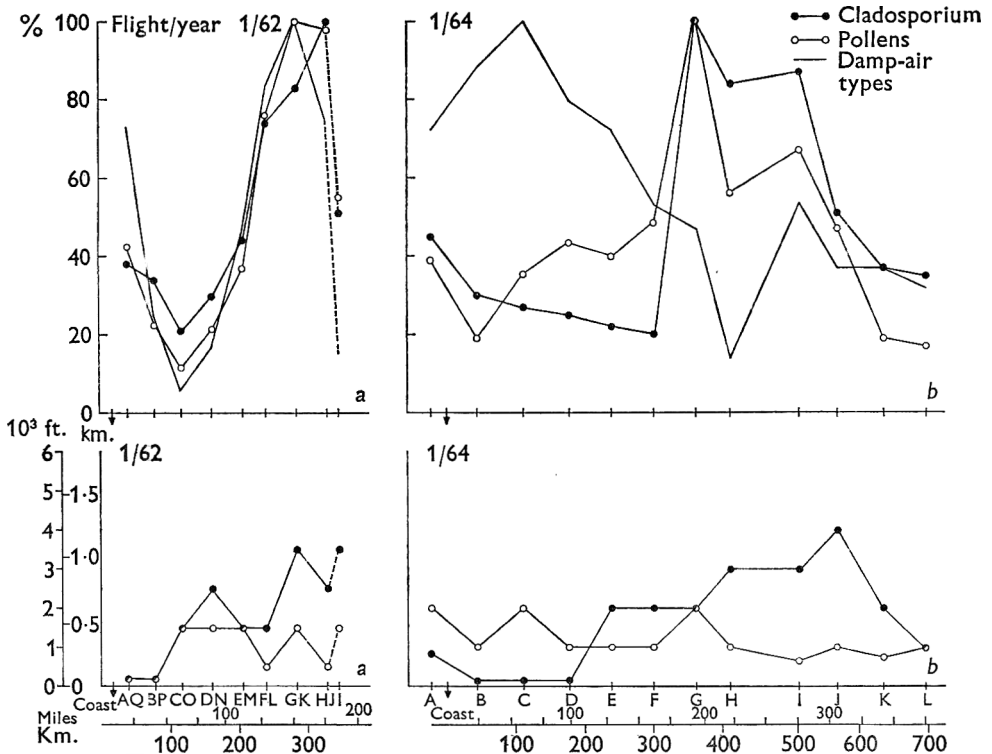 % 100 Flight/year 1/62 1/64
Cladosporium
Pollens
Damp-air
types
80
60
40
20
0
a b
10³ ft. km.
1/62 1/64
6
5 1·5
4
3 1·0
2
1 0·5
0 0
a b
Coast AQ 3P CO DN EM FL GK HJ I A B C D E F G H I J K L
Coast
Miles 100 200 100 200 300
Km. 100 200 300 100 200 300 400 500 600 700